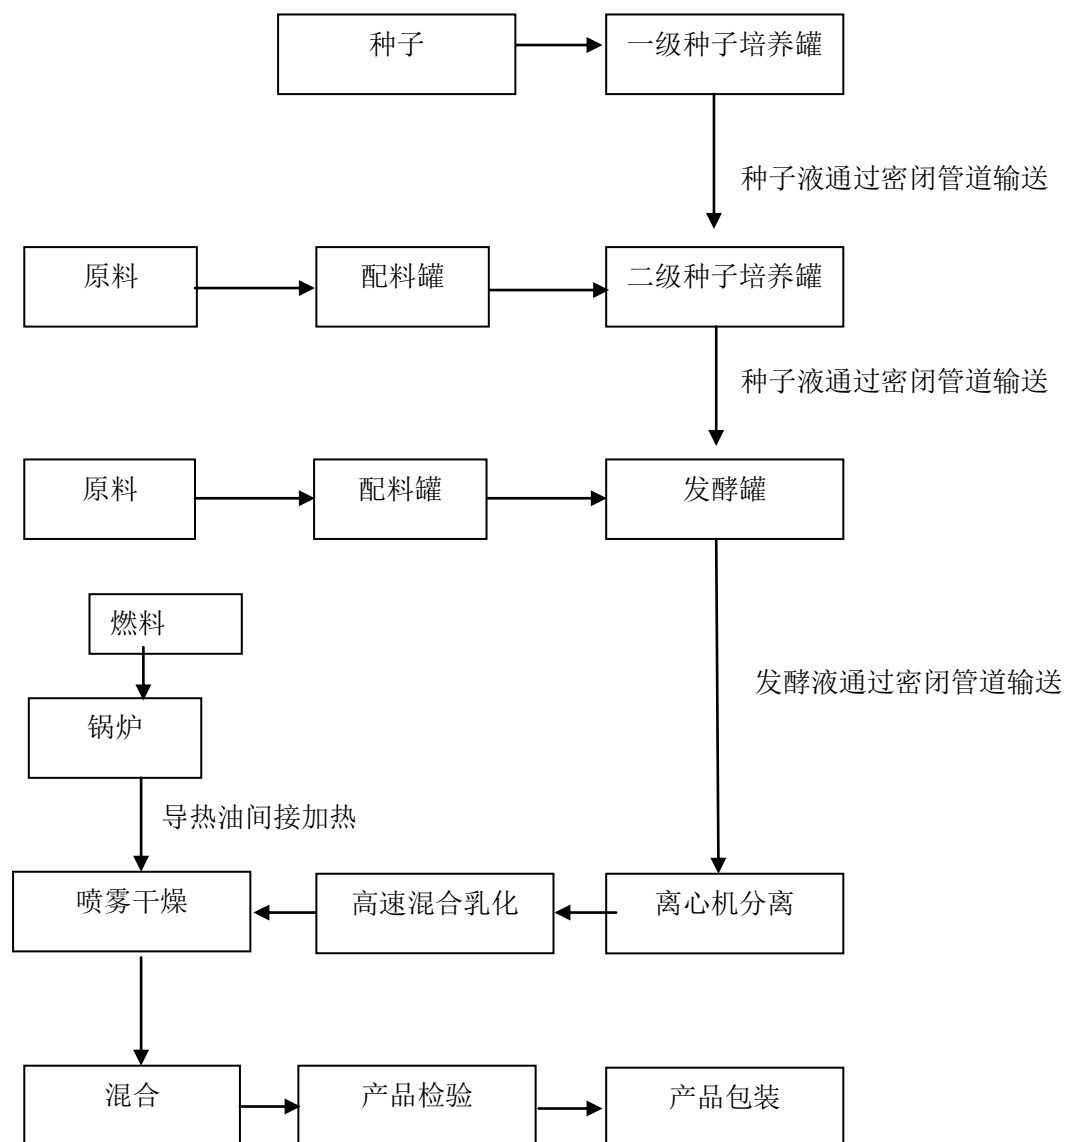 种子
一级种子培养罐
种子液通过密闭管道输送
原料
配料罐
二级种子培养罐
种子液通过密闭管道输送
原料
配料罐
发酵罐
燃料
发酵液通过密闭管道输送
锅炉
导热油间接加热
喷雾干燥
高速混合乳化
离心机分离
混合
产品检验
产品包装